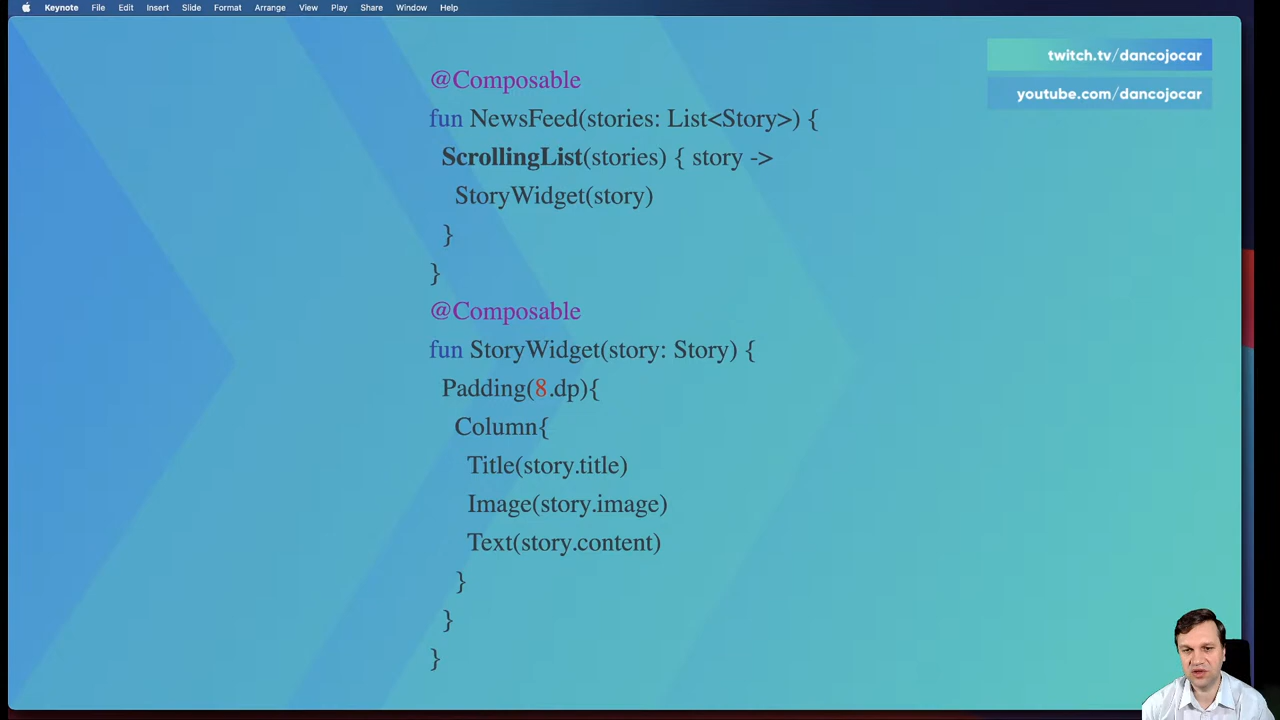 Keynote File Edit Insert Slide Format Arrange View Play Share Window Help
twitch.tv/dancojocar
youtube.com/dancojocar
@Composable
fun NewsFeed(stories: List<Story>) {
ScrollingList(stories) { story ->
StoryWidget(story)
}
}
@Composable
fun StoryWidget(story: Story) {
Padding(8.dp){
Column{
Title(story.title)
Image(story.image)
Text(story.content)
}
}
}